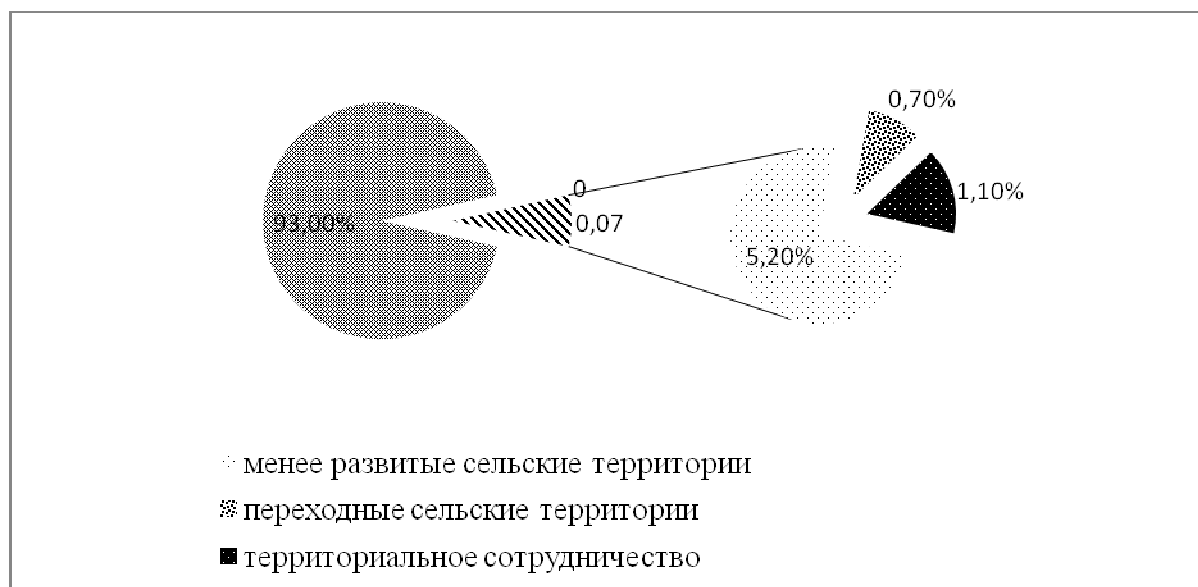 0,70%
0
1,10%
93,00%
0,07
5,20%
менее развитые сельские территории
переходные сельские территории
территориальное сотрудничество